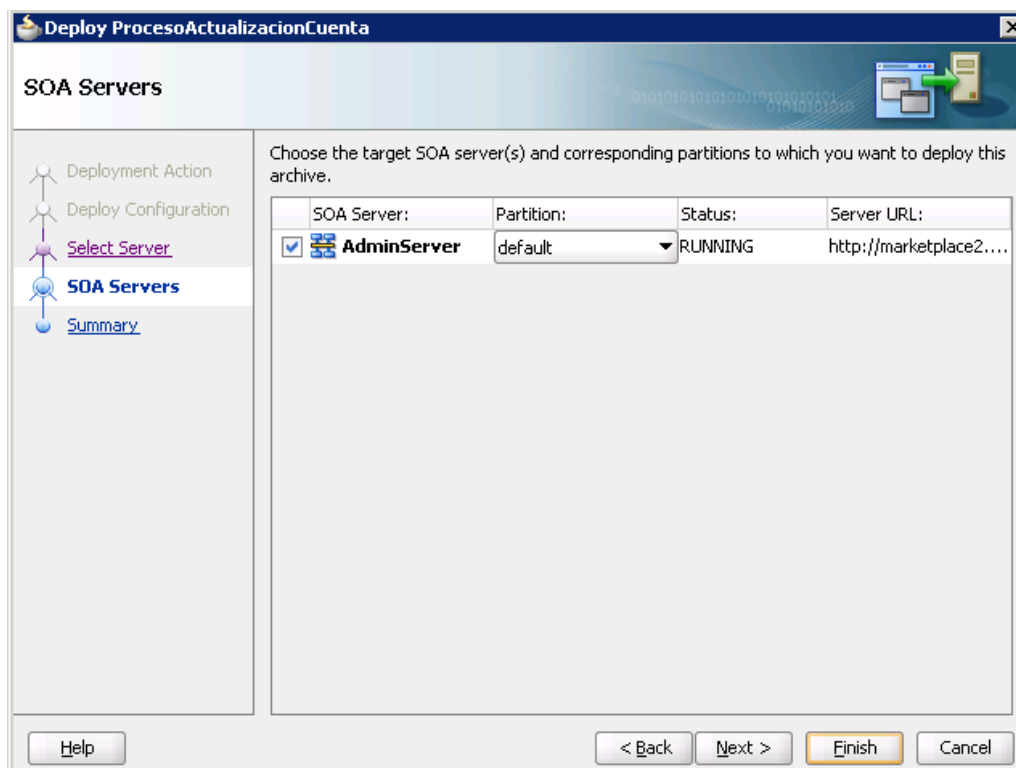 Deploy ProcesoActualizacionCuenta
SOA Servers
Deployment Action
Deploy Configuration
Select Server
SOA Servers
Summary
Choose the target SOA server(s) and corresponding partitions to which you want to deploy this
archive.
SOA Server: Partition: Status: Server URL:
AdminServer default RUNNING http://marketplace2....
Help < Back Next > Finish Cancel